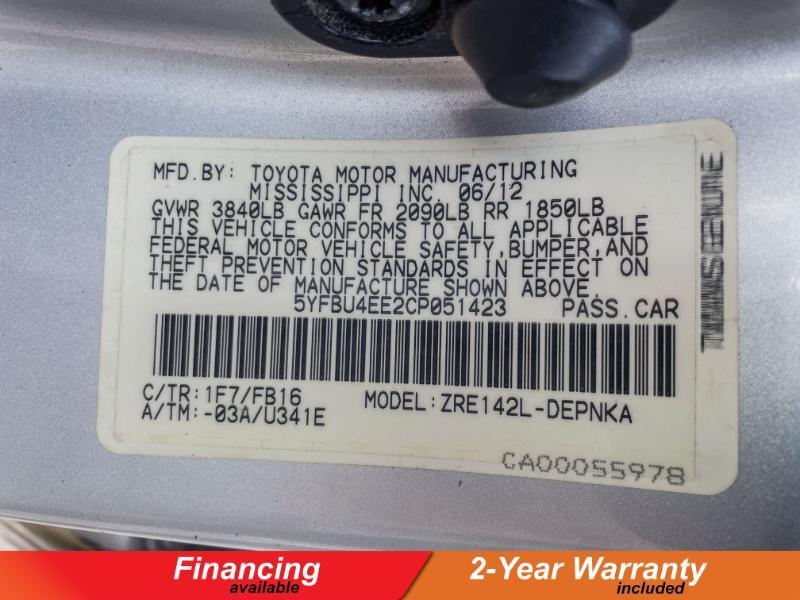 MFD.BY: TOYOTA MOTOR MANUFACTURING
MISSISSIPPI INC. 06/12
GVWR 3840LB GAWR FR 2090LB RR 1850LB
THIS VEHICLE CONFORMS TO ALL APPLICABLE
FEDERAL MOTOR VEHICLE SAFETY,BUMPER,AND
THEFT PREVENTION STANDARDS IN EFFECT ON
THE DATE OF MANUFACTURE SHOWN ABOVE.
5YFBU4EE2CP051423 PASS.CAR
C/TR:1F7/FB16 MODEL:ZRE142L-DEPNKA
A/TM:-03A/U341E
CA00055978
Financing
available
2-Year Warranty
included